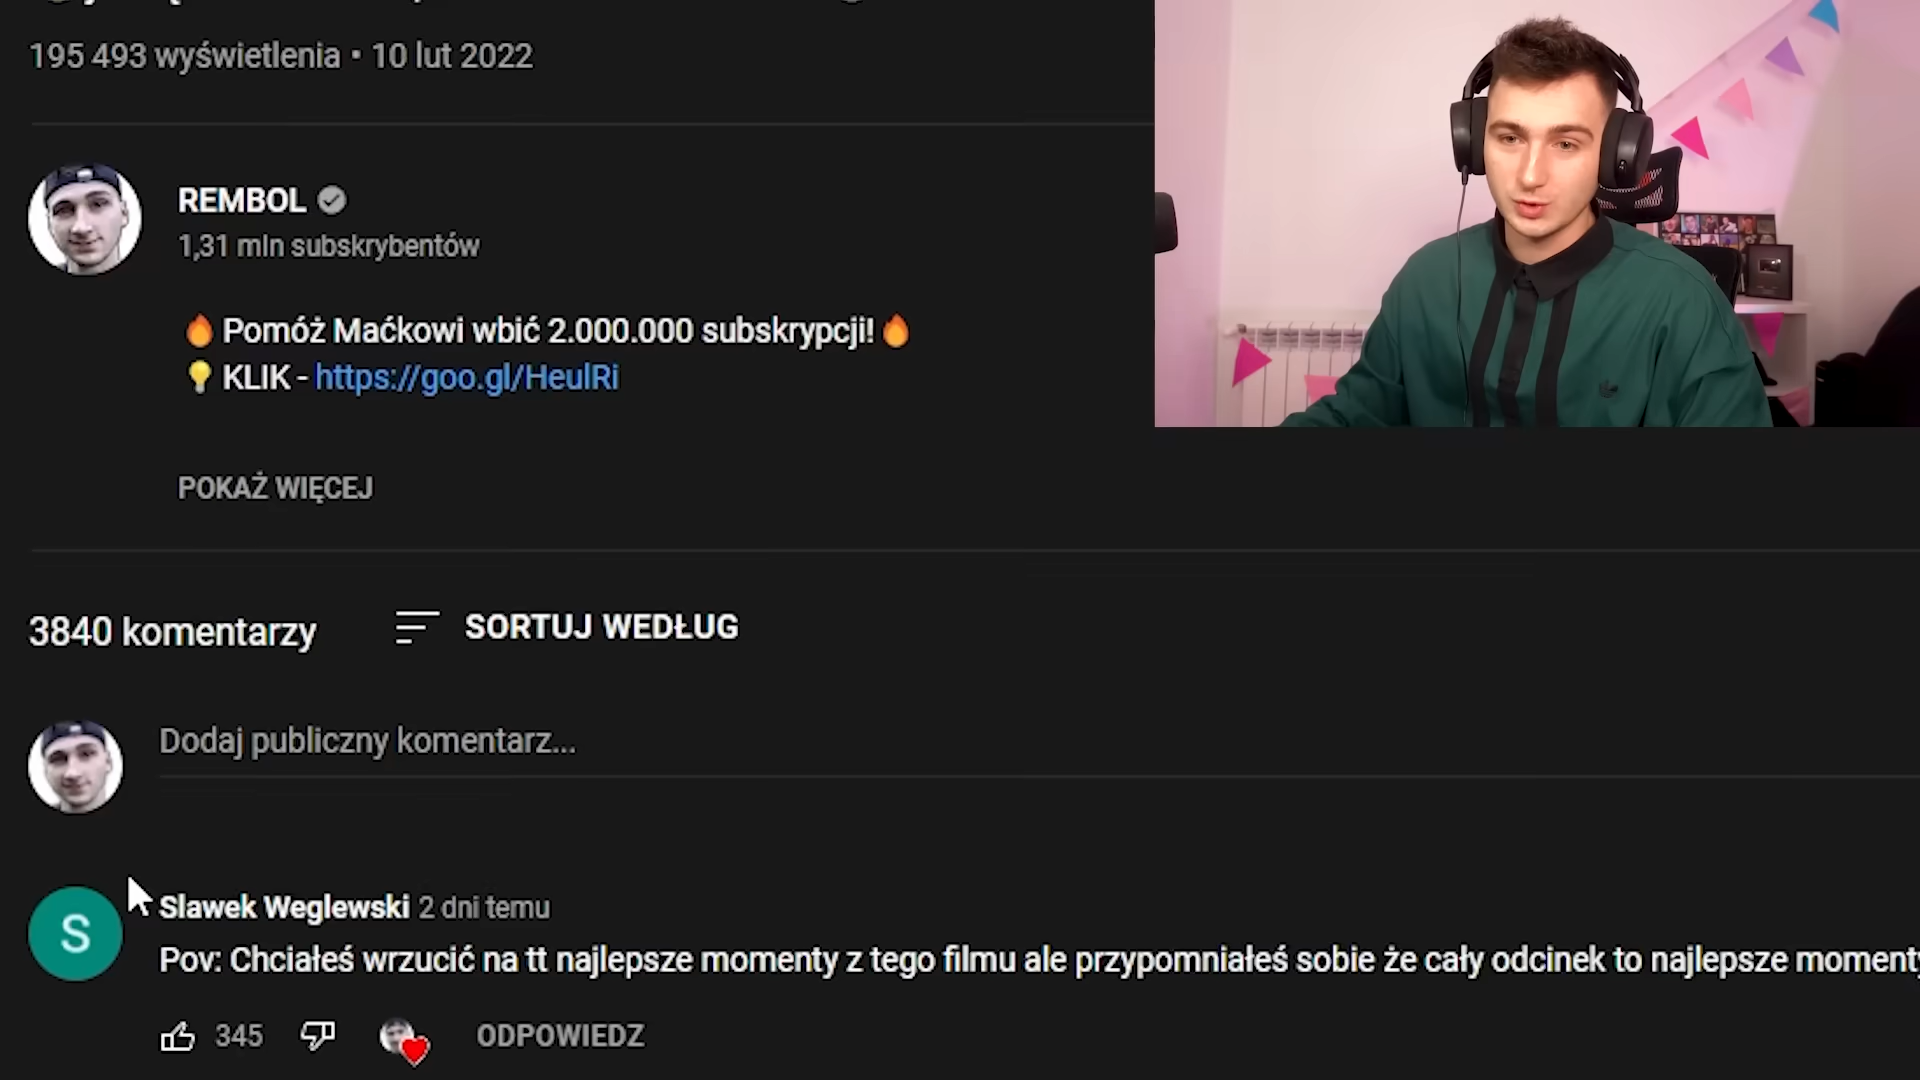 195 493 wyświetlenia • 10 lut 2022
REMBOL
1,31 mln subskrybentów
🔥 Pomóż Maćkowi wbić 2.000.000 subskrypcji! 🔥
💡 KLIK - https://goo.gl/HeulRi
POKAŻ WIĘCEJ
3840 komentarzy
SORTUJ WEDŁUG
Dodaj publiczny komentarz...
S
Slawek Weglewski 2 dni temu
Pov: Chciałeś wrzucić na tt najlepsze momenty z tego filmu ale przypomniałeś sobie że cały odcinek to najlepsze momenty
345
ODPOWIEDZ